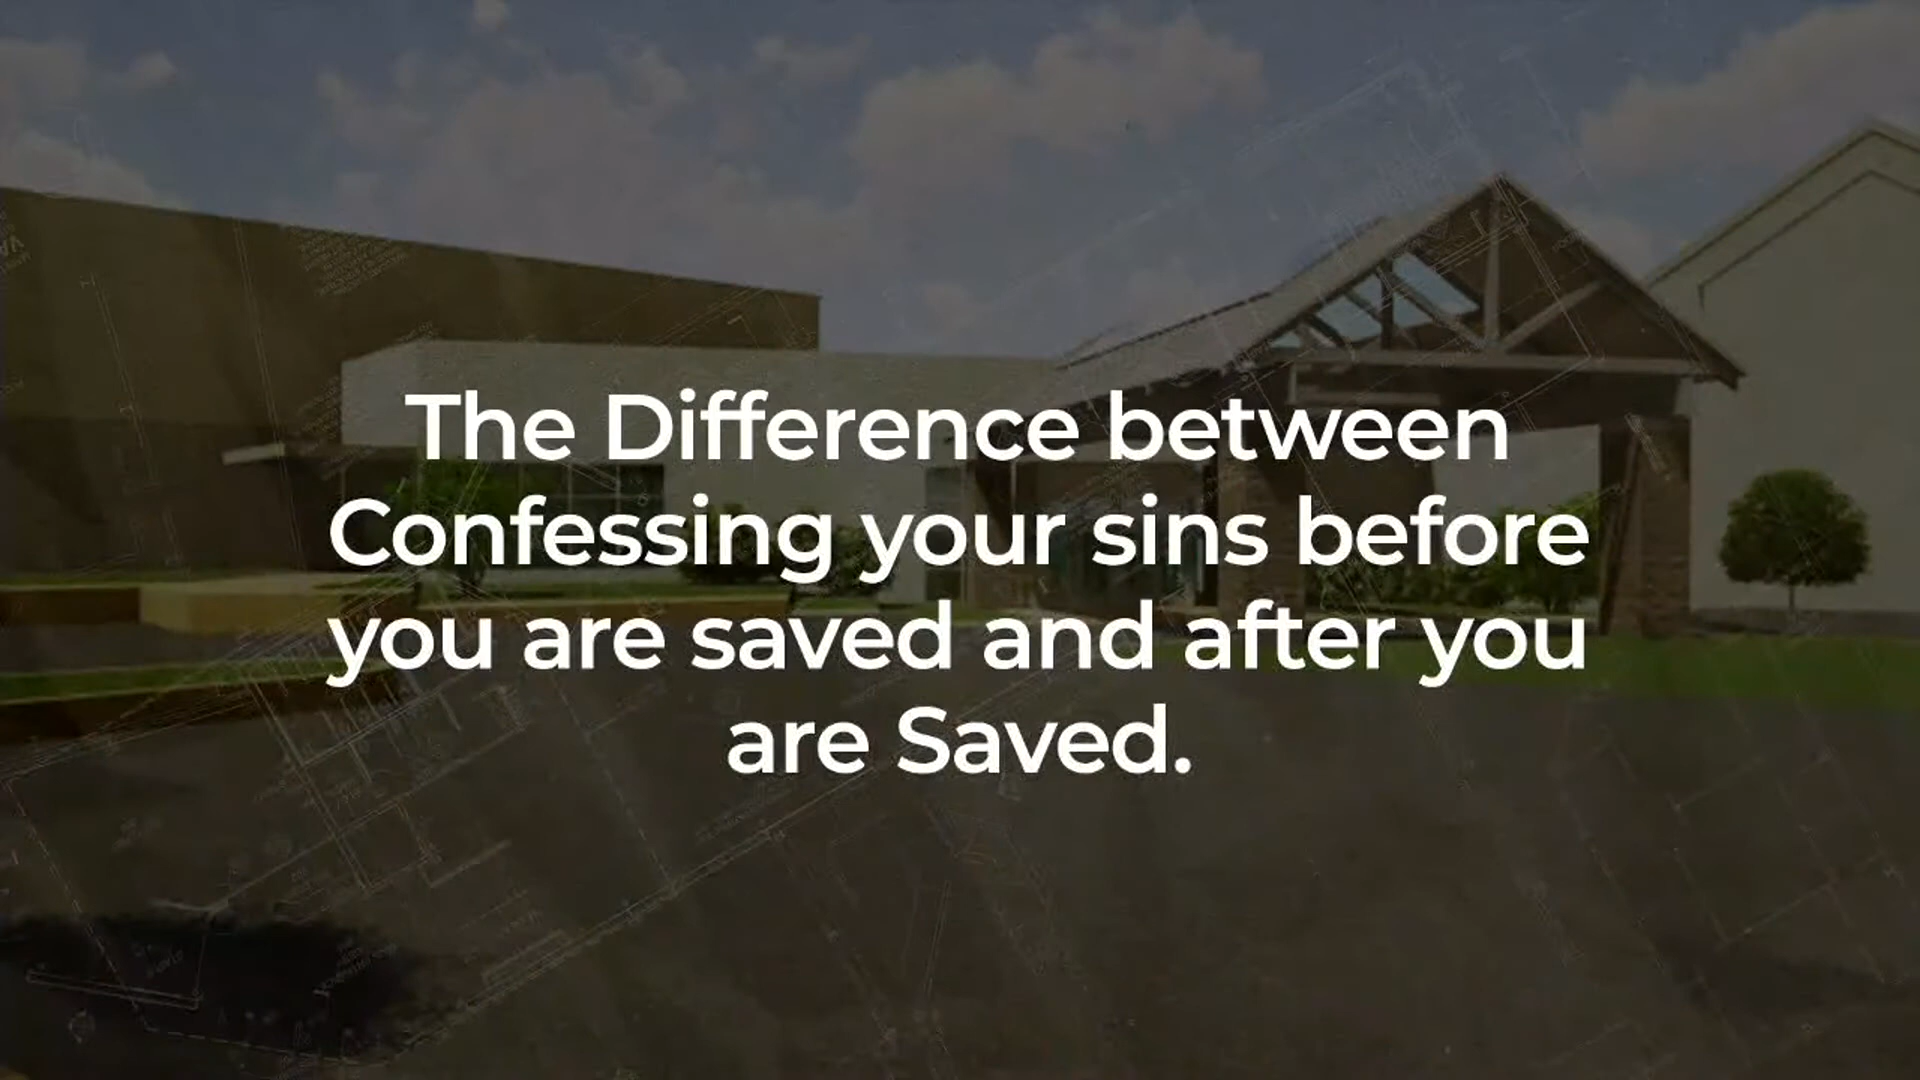 The Difference between
Confessing your sins before
you are saved and after you
are Saved.